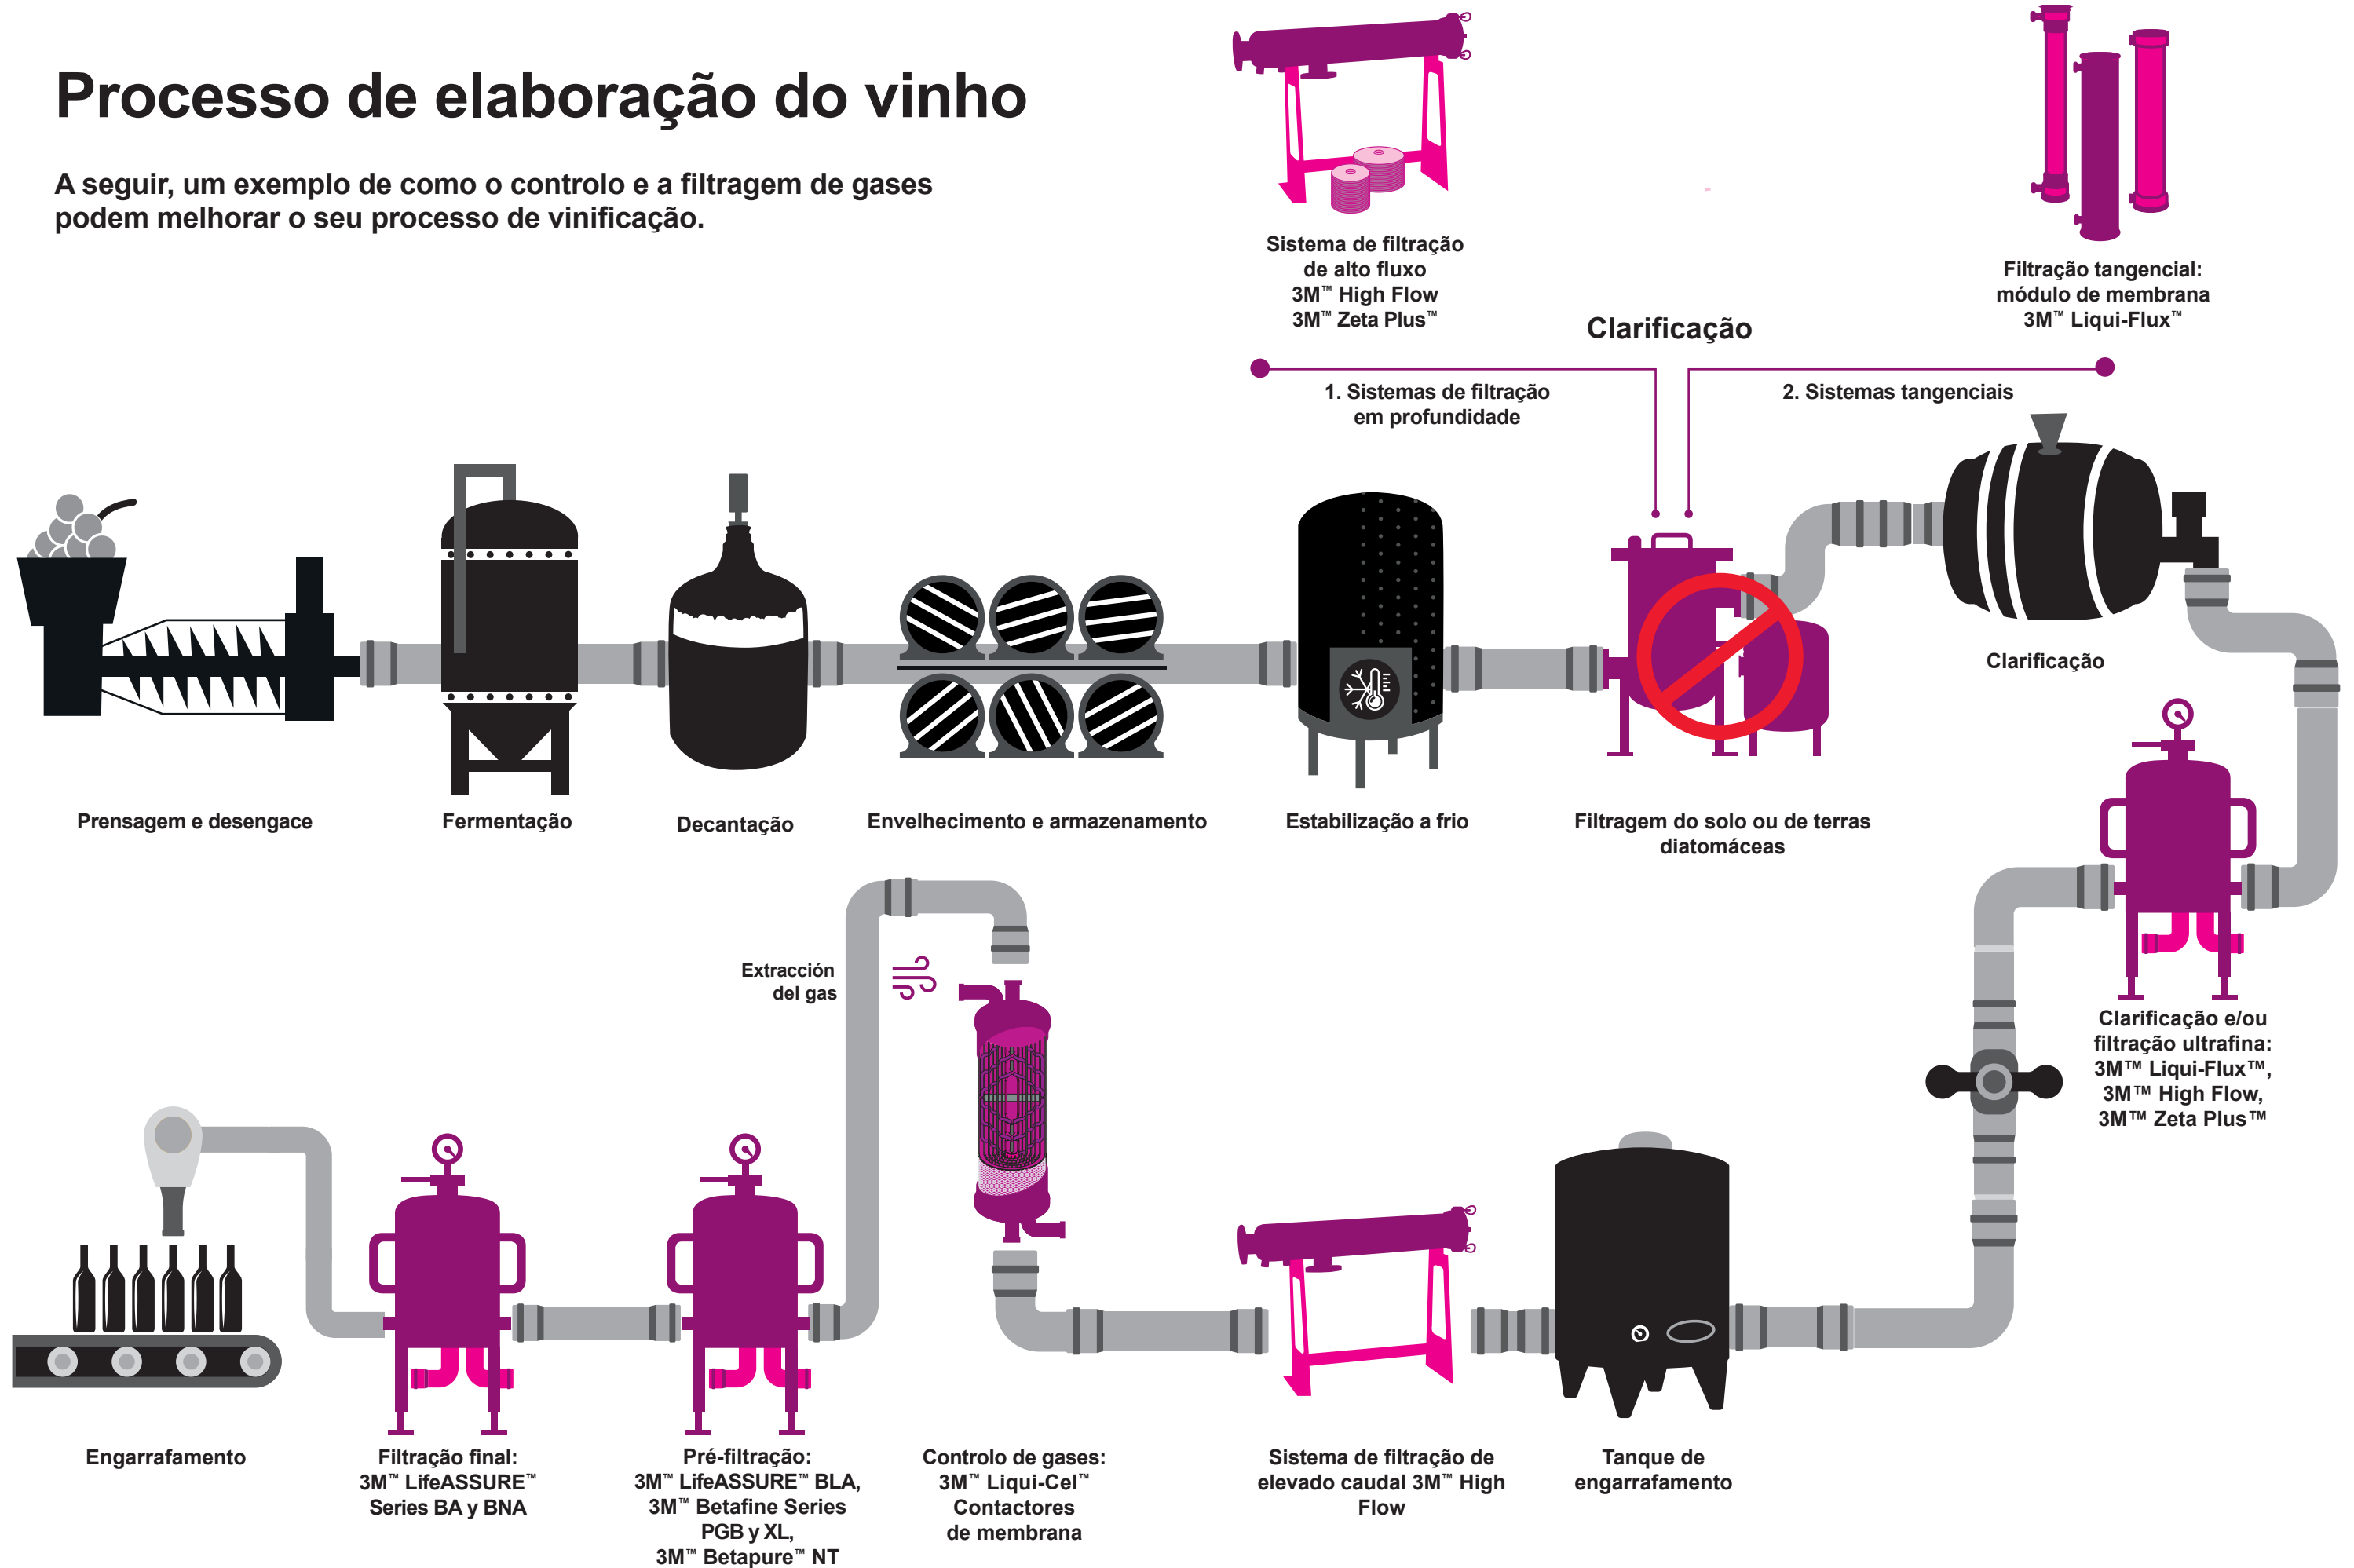 Processo de elaboração do vinho
A seguir, um exemplo de como o controlo e a filtragem de gases
podem melhorar o seu processo de vinificação.
Sistema de filtração
de alto fluxo
3M™ High Flow
3M™ Zeta Plus™
Filtração tangencial:
módulo de membrana
3M™ Liqui-Flux™
Clarificação
1. Sistemas de filtração
em profundidade
2. Sistemas tangenciais
Clarificação
Prensagem e desengace
Fermentação
Decantação
Envelhecimento e armazenamento
Estabilização a frio
Filtragem do solo ou de terras
diatomáceas
Extracción
del gas
Clarificação e/ou
filtração ultrafina:
3M™ Liqui-Flux™,
3M™ High Flow,
3M™ Zeta Plus™
Engarrafamento
Filtração final:
3M™ LifeASSURE™
Series BA y BNA
Pré-filtração:
3M™ LifeASSURE™ BLA,
3M™ Betafine Series
PGB y XL,
3M™ Betapure™ NT
Controlo de gases:
3M™ Liqui-Cel™
Contactores
de membrana
Sistema de filtração de
elevado caudal 3M™ High
Flow
Tanque de
engarrafamento